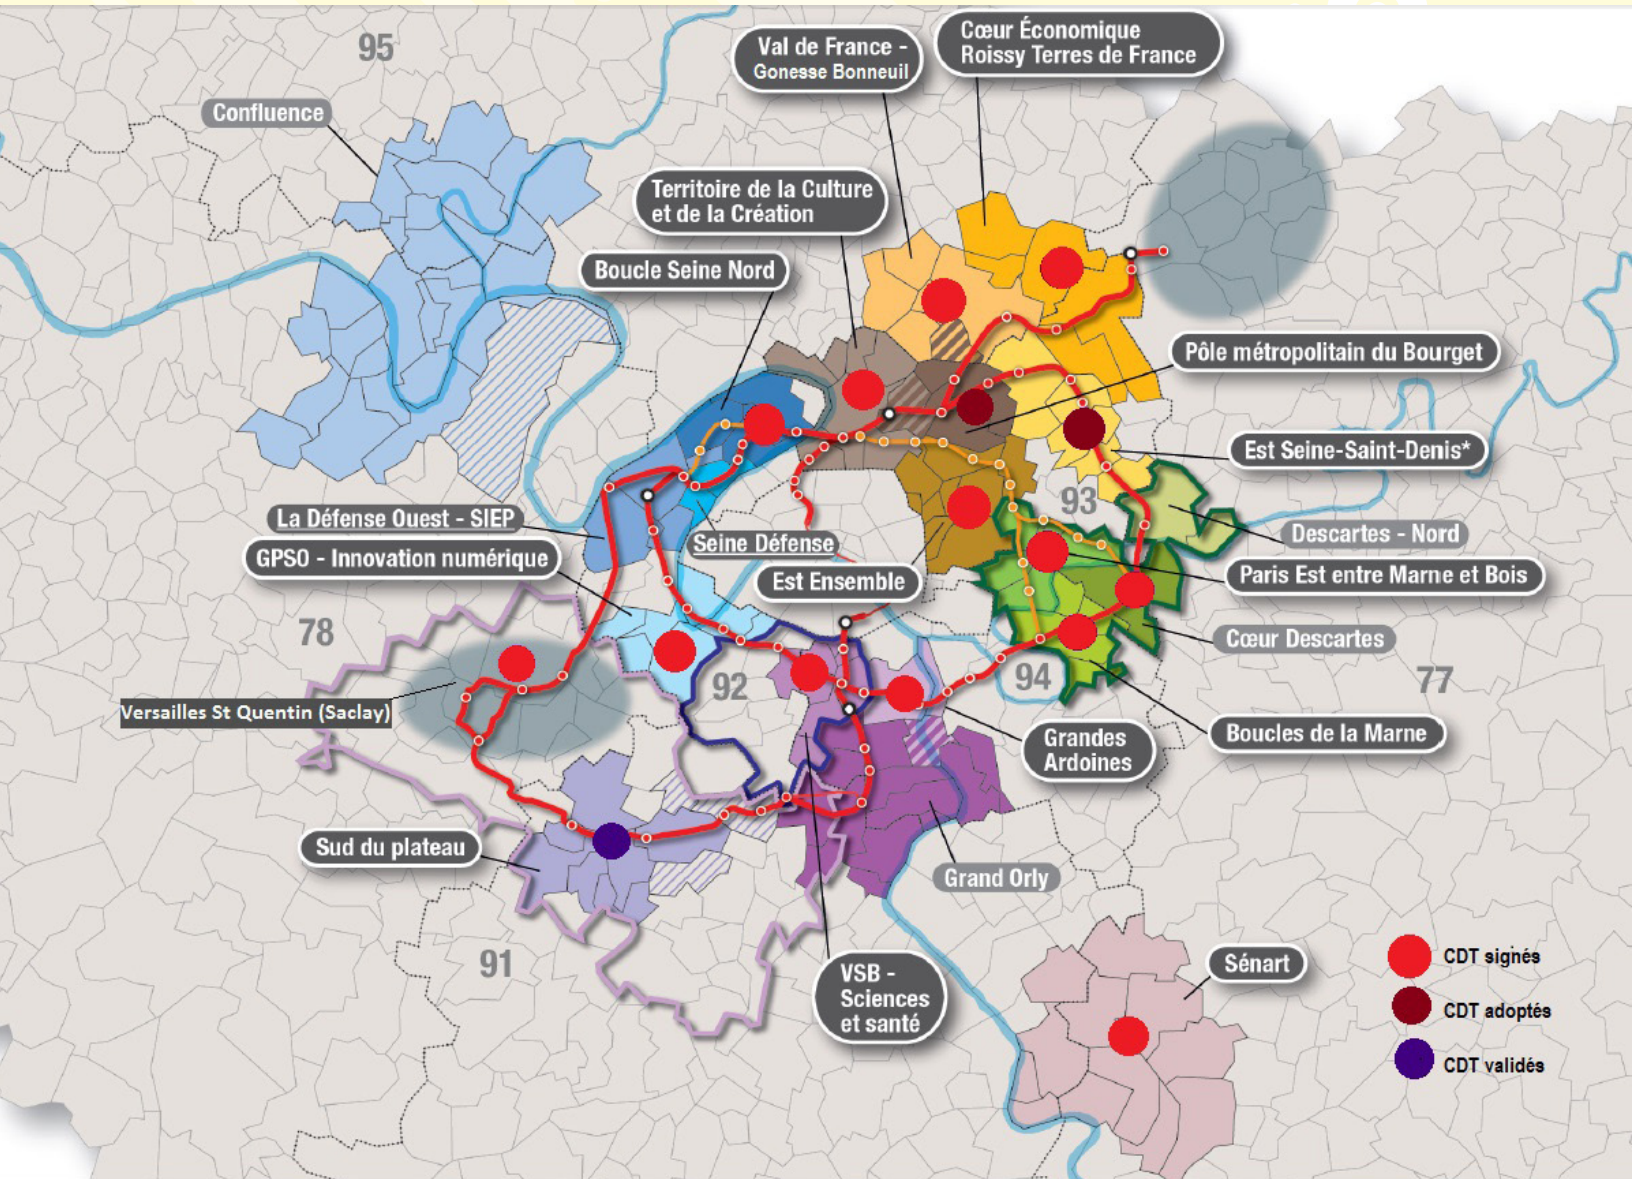 95
Val de France -
Gonesse Bonneuil
Cœur Économique
Roissy Terres de France
Confluence
Territoire de la Culture
et de la Création
Boucle Seine Nord
Pôle métropolitain du Bourget
Est Seine-Saint-Denis*
93
La Défense Ouest - SIEP
Seine Défense
Descartes - Nord
GPSO - Innovation numérique
Est Ensemble
Paris Est entre Marne et Bois
78
Cœur Descartes
92
94
77
Versailles St Quentin (Saclay)
Boucles de la Marne
Grandes
Ardoines
Sud du plateau
Grand Orly
91
VSB -
Sciences
et santé
Sénart
CDT signés
CDT adoptés
CDT validés